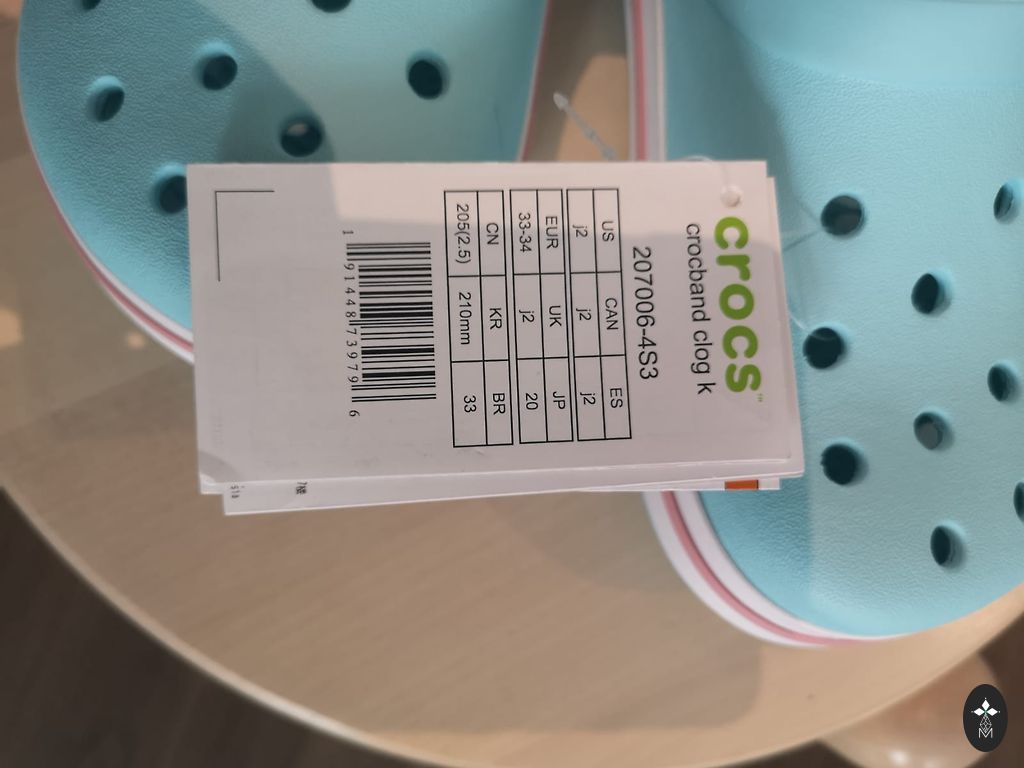 crocs™
crocband clog k
207006-4S3
US CAN ES
j2 j2 j2
EUR UK JP
33-34 j2 20
CN KR BR
205(2.5) 210mm 33
1 91448 73979 6